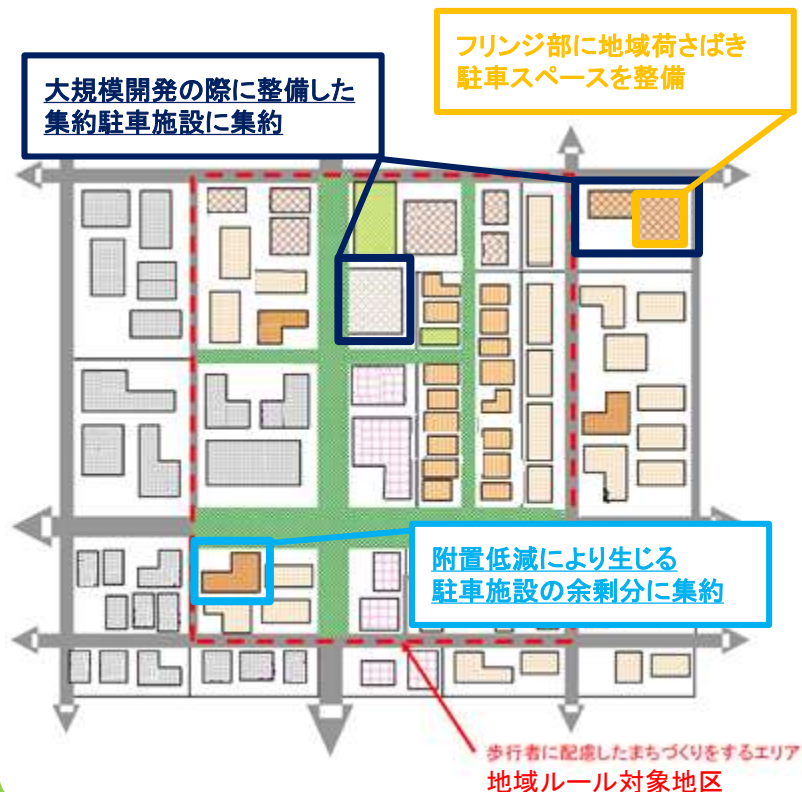 フリンジ部に地域荷さばき
駐車スペースを整備
大規模開発の際に整備した
集約駐車施設に集約
附置低減により生じる
駐車施設の余剰分に集約
歩行者に配慮したまちづくりをするエリア
地域ルール対象地区